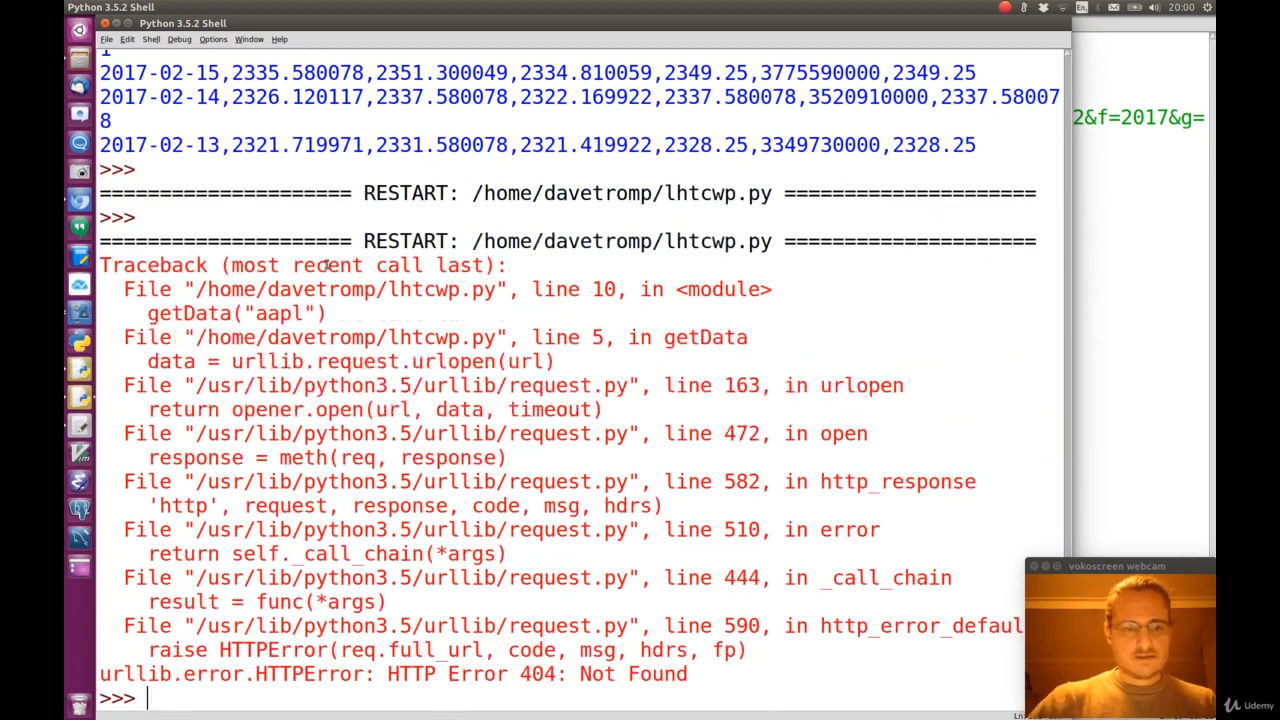 Python 3.5.2 Shell
En
20:00
Python 3.5.2 Shell
File Edit Shell Debug Options Window Help
1
2017-02-15,2335.580078,2351.300049,2334.810059,2349.25,3775590000,2349.25
2017-02-14,2326.120117,2337.580078,2322.169922,2337.580078,3520910000,2337.58007
8
2017-02-13,2321.719971,2331.580078,2321.419922,2328.25,3349730000,2328.25
>>>
===================== RESTART: /home/davetromp/lhtcwp.py =====================
>>>
===================== RESTART: /home/davetromp/lhtcwp.py =====================
Traceback (most recent call last):
File "/home/davetromp/lhtcwp.py", line 10, in <module>
getData("aapl")
File "/home/davetromp/lhtcwp.py", line 5, in getData
data = urllib.request.urlopen(url)
File "/usr/lib/python3.5/urllib/request.py", line 163, in urlopen
return opener.open(url, data, timeout)
File "/usr/lib/python3.5/urllib/request.py", line 472, in open
response = meth(req, response)
File "/usr/lib/python3.5/urllib/request.py", line 582, in http_response
'http', request, response, code, msg, hdrs)
File "/usr/lib/python3.5/urllib/request.py", line 510, in error
return self._call_chain(*args)
File "/usr/lib/python3.5/urllib/request.py", line 444, in _call_chain
result = func(*args)
File "/usr/lib/python3.5/urllib/request.py", line 590, in http_error_defaul
raise HTTPError(req.full_url, code, msg, hdrs, fp)
urllib.error.HTTPError: HTTP Error 404: Not Found
>>>
2&f=2017&g=
vokoscreen webcam
Udemy